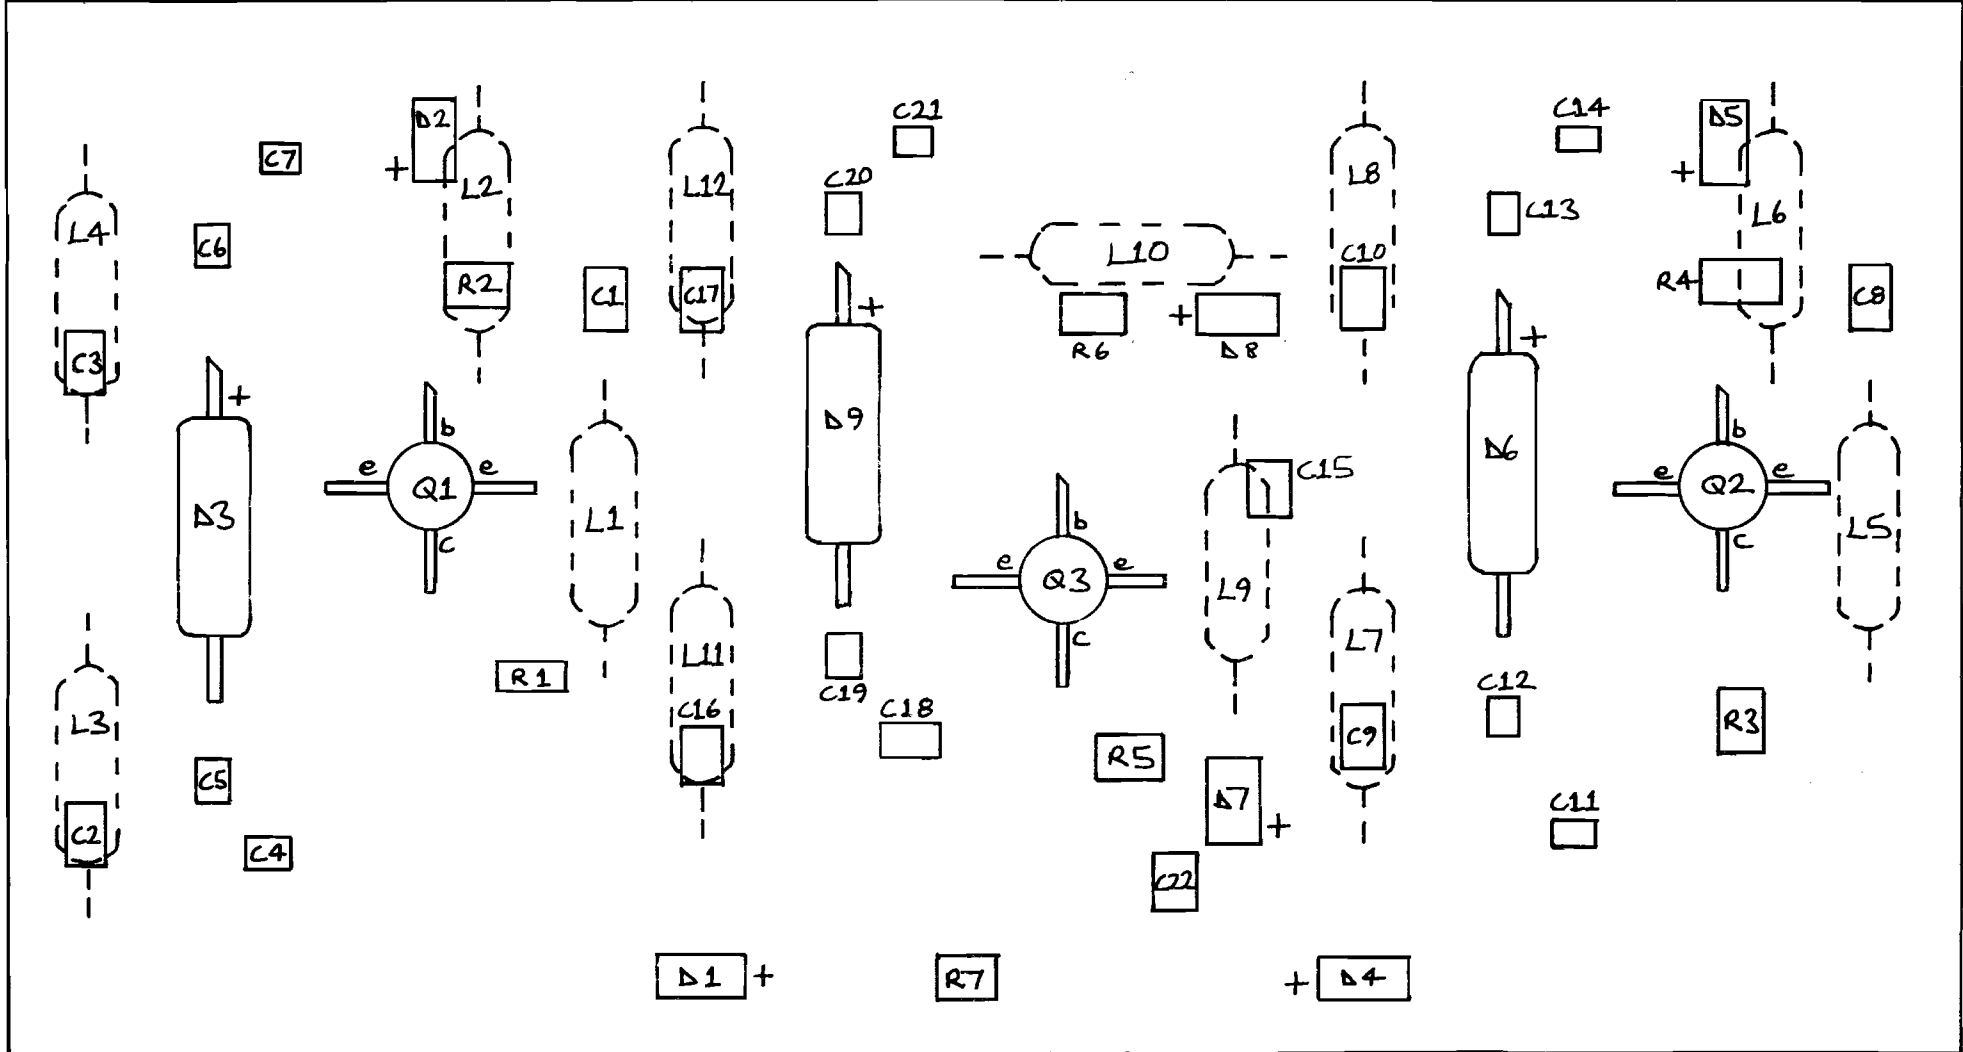 C21
C14
D2
D5
C7
+
L2
L12
C20
L8
+
L4
C6
C13
L6
L10
C10
R2
C1
C17
+
R4
C8
+
R6
D8
C3
+
+
D9
b
b
D6
e
e
Q1
C15
e
e
Q2
D3
L1
b
L5
c
c
e
e
Q3
L9
c
L7
L11
R1
C19
C12
L3
C16
C18
R3
C9
R5
C5
D7
+
C11
C2
C4
C22
D1
+
R7
+
D4